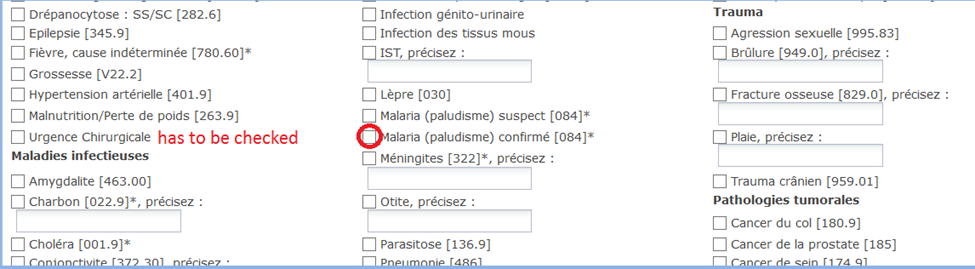 Drépanocytose : SS/SC [282.6]
Epilepsie [345.9]
Fièvre, cause indéterminée [780.60]*
Grossesse [V22.2]
Hypertension artérielle [401.9]
Malnutrition/Perte de poids [263.9]
Urgence Chirurgicale has to be checked
Maladies infectieuses
Amygdalite [463.00]
Charbon [022.9]*, précisez :
Choléra [001.9]*
Conjonctivite [372.30], précisez :
Infection génito-urinaire
Infection des tissus mous
IST, précisez :
Lèpre [030]
Malaria (paludisme) suspect [084]*
Malaria (paludisme) confirmé [084]*
Méningites [322]*, précisez :
Otite, précisez :
Parasitose [136.9]
Pneumonie [486]
Trauma
Agression sexuelle [995.83]
Brûlure [949.0], précisez :
Fracture osseuse [829.0], précisez :
Plaie, précisez :
Trauma crânien [959.01]
Pathologies tumorales
Cancer du col [180.9]
Cancer de la prostate [185]
Cancer de sein [174.9]